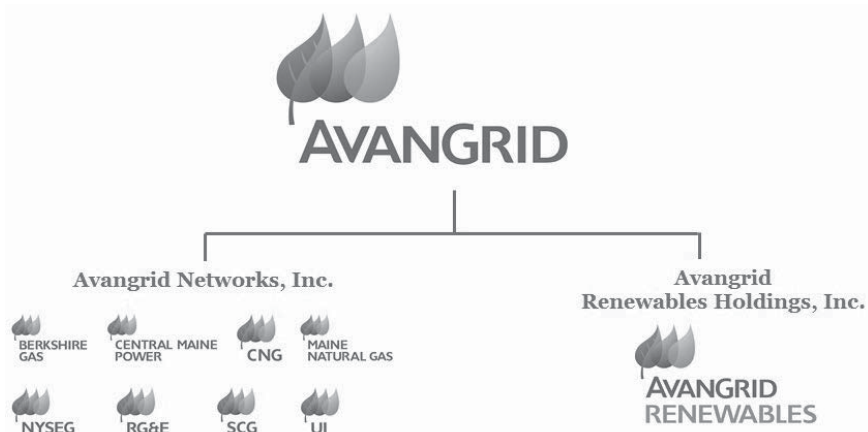 AVANGRID
Avangrid Networks, Inc.
Avangrid
Renewables Holdings, Inc.
BERKSHIRE
GAS
CENTRAL MAINE
POWER
CNG
MAINE
NATURAL GAS
NYSEG
RG&E
SCG
UI
AVANGRID
RENEWABLES